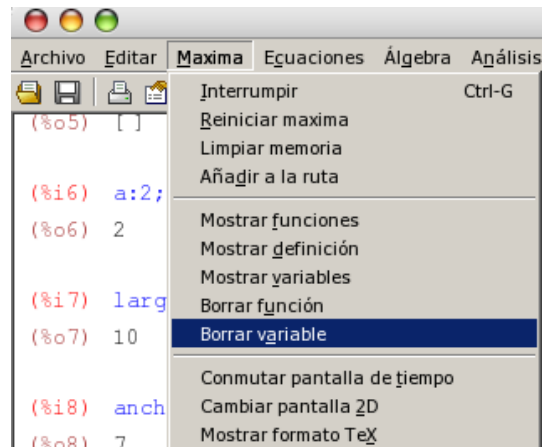 Archivo Editar Maxima Ecuaciones Álgebra Análisis
Interrumpir Ctrl-G
(%o5) [ ]
Reiniciar maxima
Limpiar memoria
Añadir a la ruta
(%i6) a:2;
(%o6) 2
Mostrar funciones
Mostrar definición
Mostrar variables
(%i7) larg
Borrar función
(%o7) 10
Borrar variable
Conmutar pantalla de tiempo
(%i8) anch
Cambiar pantalla 2D
(%o8) 7
Mostrar formato TeX